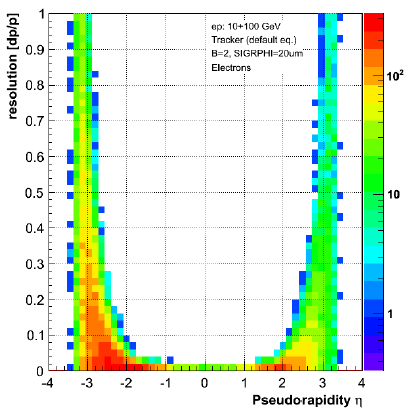 resolution [dp/p]
1
0.9
0.8
0.7
0.6
0.5
0.4
0.3
0.2
0.1
0
ep: 10+100 GeV
Tracker (default eq.)
B=2, SIGRPHI=20um
Electrons
10²
10
1
-4 -3 -2 -1 0 1 2 3 4
Pseudorapidity η